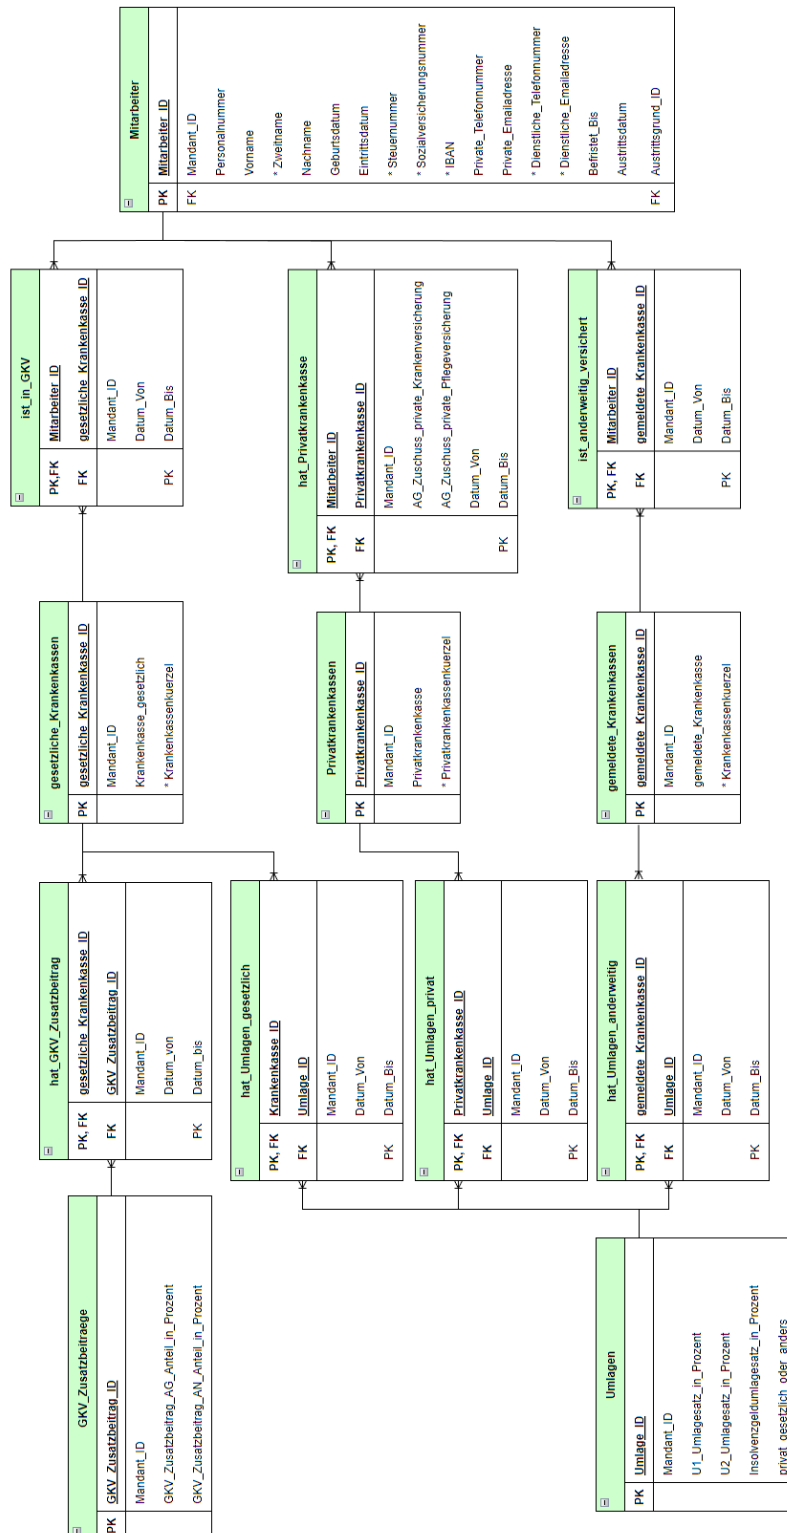 GKV_Zusatzbeitraege
PK GKV_Zusatzbeitrag_ID
Mandant_ID
GKV_Zusatzbeitrag_AG_Anteil_in_Prozent
GKV_Zusatzbeitrag_AN_Anteil_in_Prozent
hat_GKV_Zusatzbeitrag
PK, FK gesetzliche_Krankenkasse_ID
FK GKV_Zusatzbeitrag_ID
Mandant_ID
Datum_von
PK Datum_bis
gesetzliche_Krankenkassen
PK gesetzliche_Krankenkasse_ID
Mandant_ID
Krankenkasse_gesetzlich
* Krankenkassenkuerzel
ist_in_GKV
PK,FK Mitarbeiter_ID
FK gesetzliche_Krankenkasse_ID
Mandant_ID
Datum_Von
PK Datum_Bis
Mitarbeiter
PK Mitarbeiter_ID
FK Mandant_ID
Personalnummer
Vorname
* Zweitname
Nachname
Geburtsdatum
Eintrittsdatum
* Steuernummer
* Sozialversicherungsnummer
* IBAN
Private_Telefonnummer
Private_Emailadresse
* Dienstliche_Telefonnummer
* Dienstliche_Emailadresse
Befristet_Bis
Austrittsdatum
FK Austrittsgrund_ID
hat_Umlagen_gesetzlich
PK, FK Krankenkasse_ID
FK Umlage_ID
Mandant_ID
Datum_Von
PK Datum_Bis
hat_Privatkrankenkasse
PK, FK Mitarbeiter_ID
FK Privatkrankenkasse_ID
Mandant_ID
AG_Zuschuss_private_Krankenversicherung
AG_Zuschuss_private_Pflegeversicherung
Datum_Von
PK Datum_Bis
Privatkrankenkassen
PK Privatkrankenkasse_ID
Mandant_ID
Privatkrankenkasse
* Privatkrankenkassenkuerzel
hat_Umlagen_privat
PK, FK Privatkrankenkasse_ID
FK Umlage_ID
Mandant_ID
Datum_Von
PK Datum_Bis
ist_anderweitig_versichert
PK, FK Mitarbeiter_ID
FK gemeldete_Krankenkasse_ID
Mandant_ID
Datum_Von
PK Datum_Bis
gemeldete_Krankenkassen
PK gemeldete_Krankenkasse_ID
Mandant_ID
gemeldete_Krankenkasse
* Krankenkassenkuerzel
hat_Umlagen_anderweitig
PK, FK gemeldete_Krankenkasse_ID
FK Umlage_ID
Mandant_ID
Datum_Von
PK Datum_Bis
Umlagen
PK Umlage_ID
Mandant_ID
U1_Umlagesatz_in_Prozent
U2_Umlagesatz_in_Prozent
Insolvenzgeldumlagesatz_in_Prozent
privat_gesetzlich_oder_anders